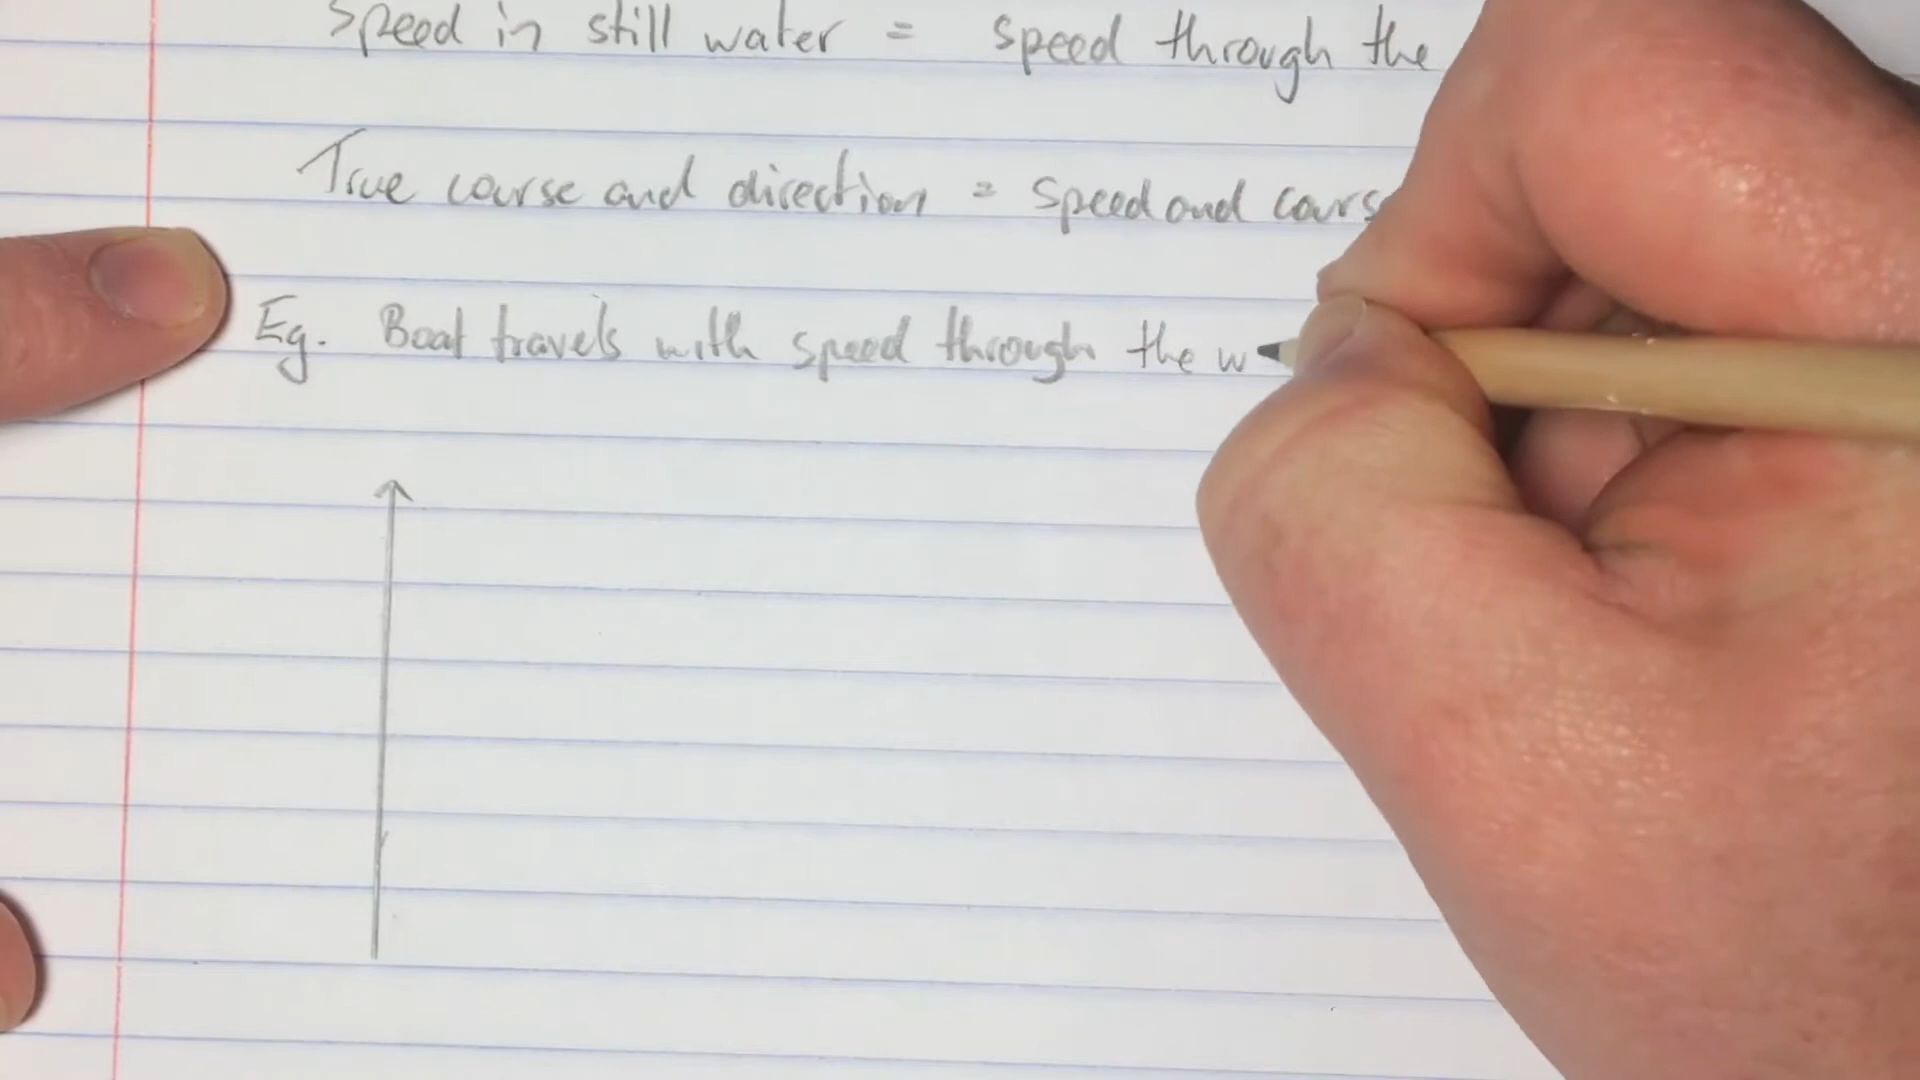 Speed in still water = speed through the
True course and direction = speed and cours
Eg. Boat travels with speed through the w